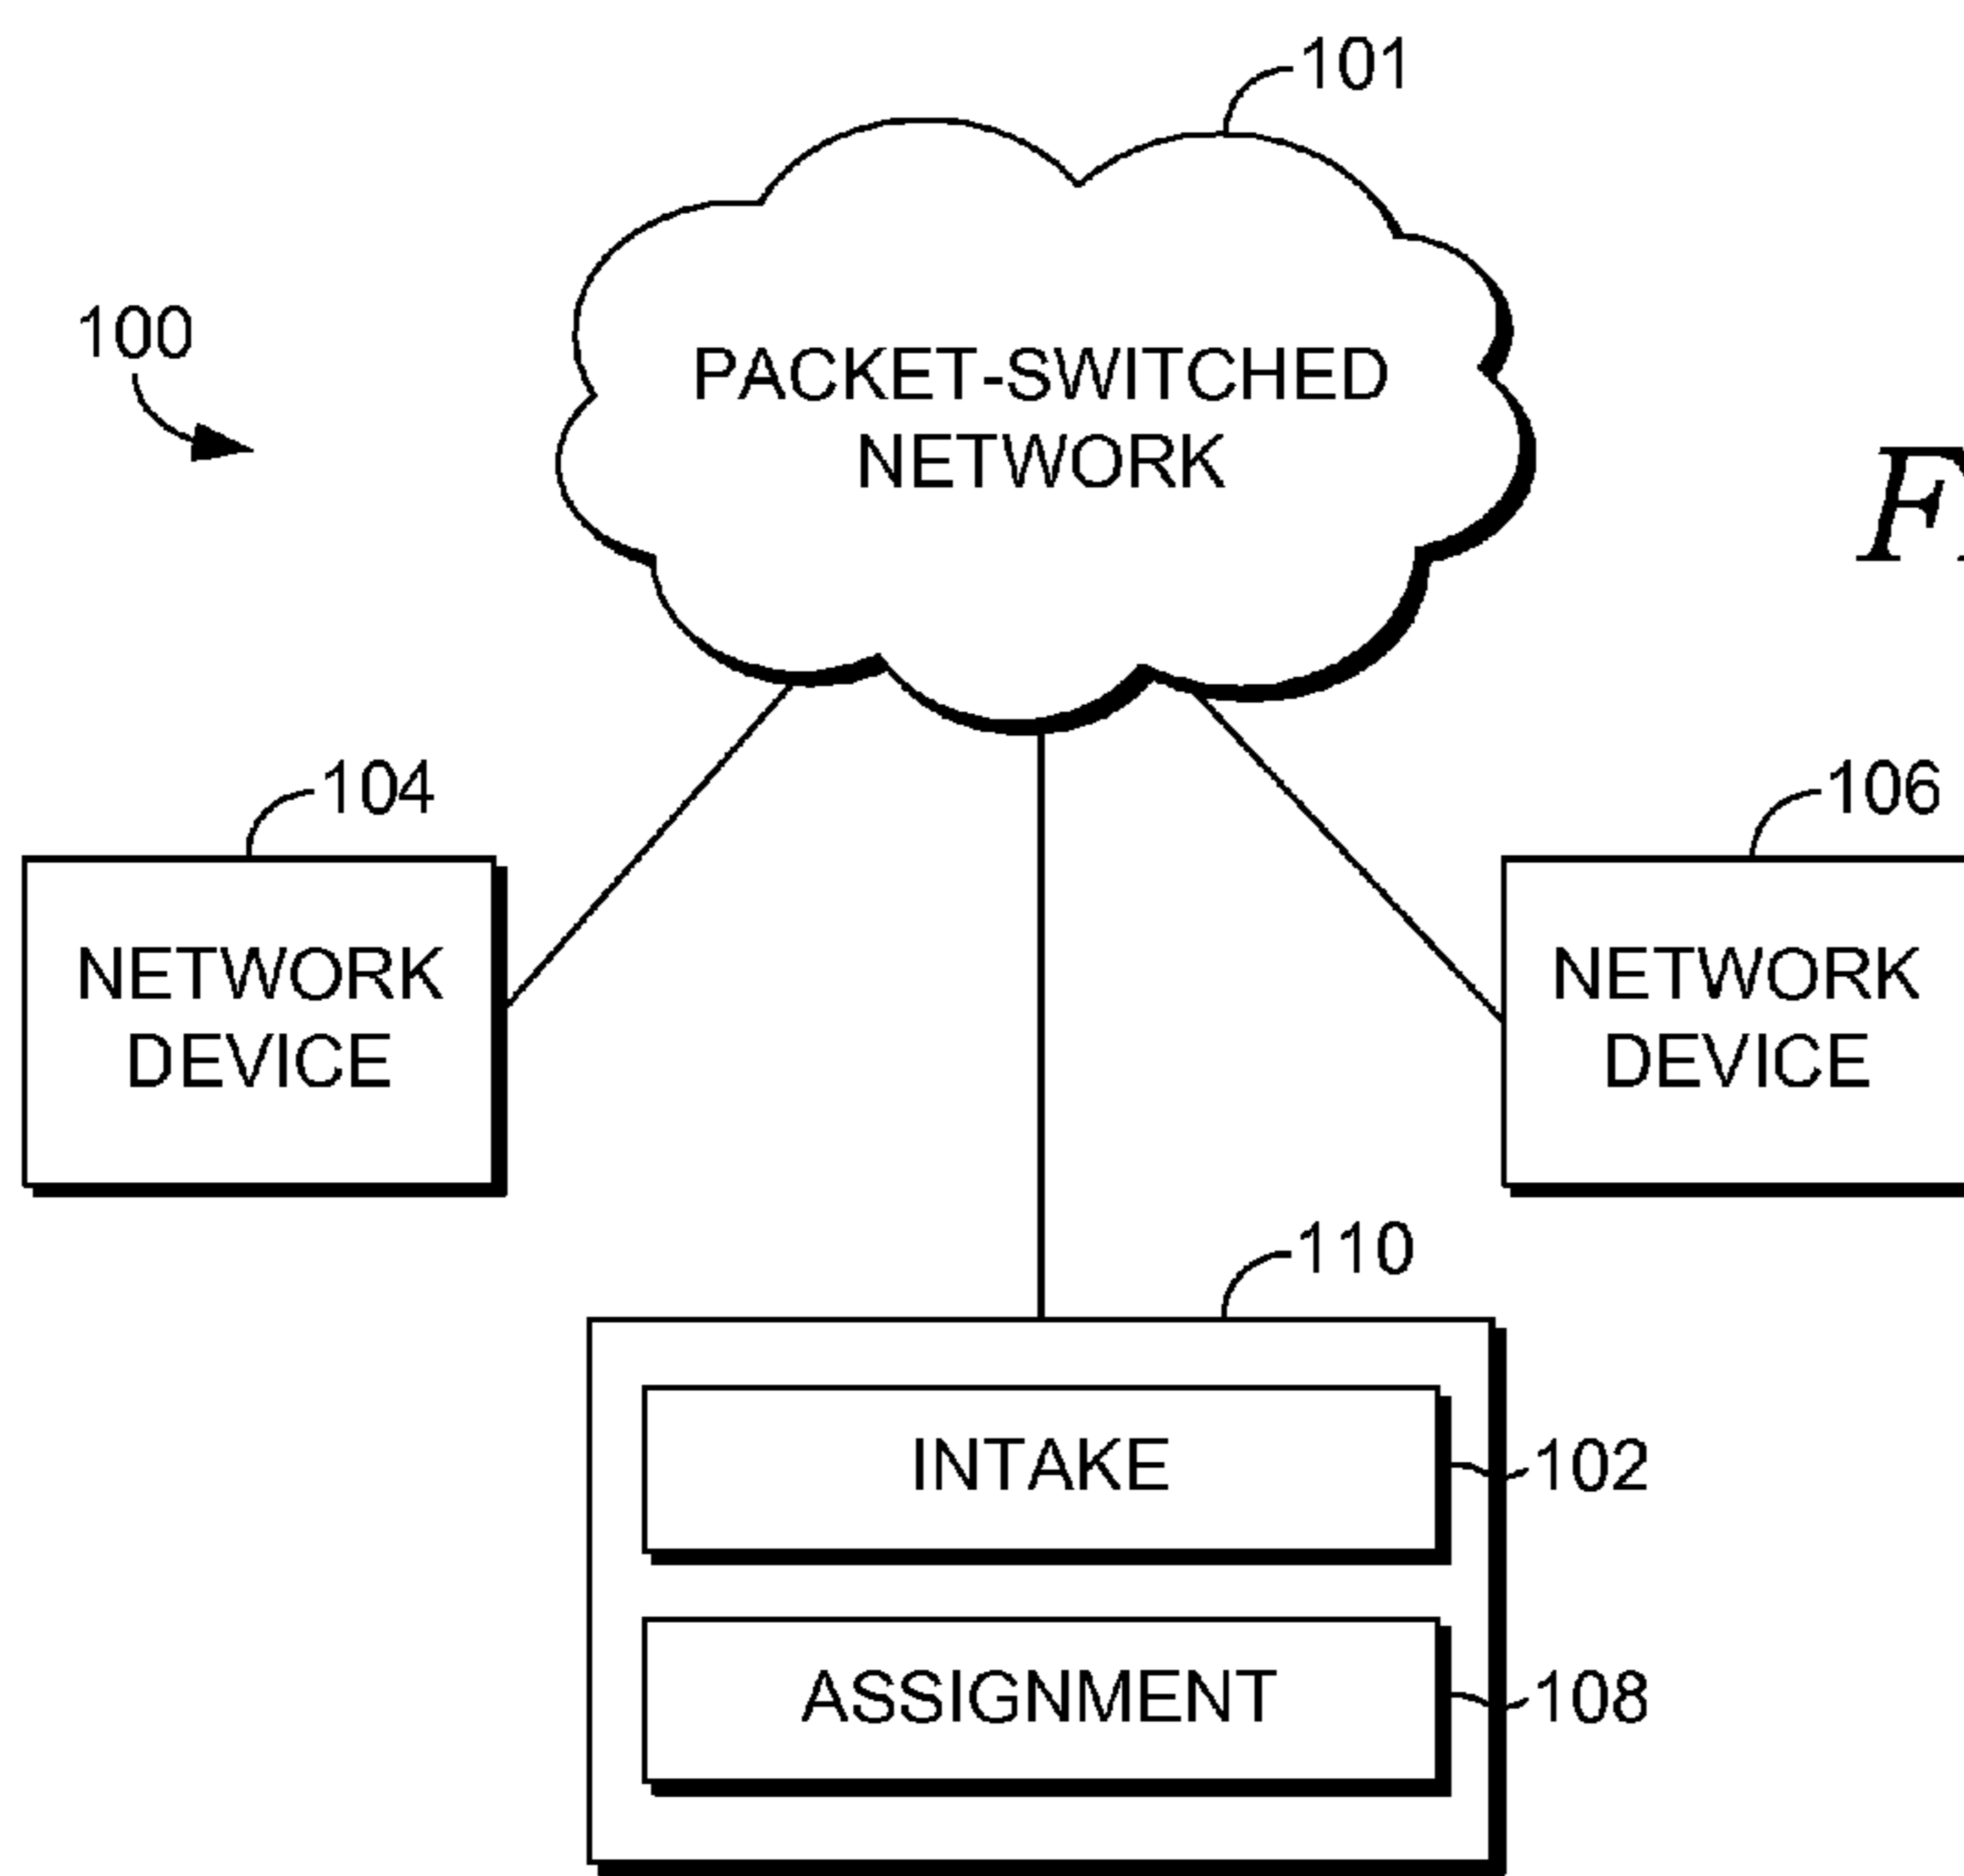 101
100
PACKET-SWITCHED
NETWORK
104
106
NETWORK
DEVICE
NETWORK
DEVICE
110
INTAKE
102
ASSIGNMENT
108